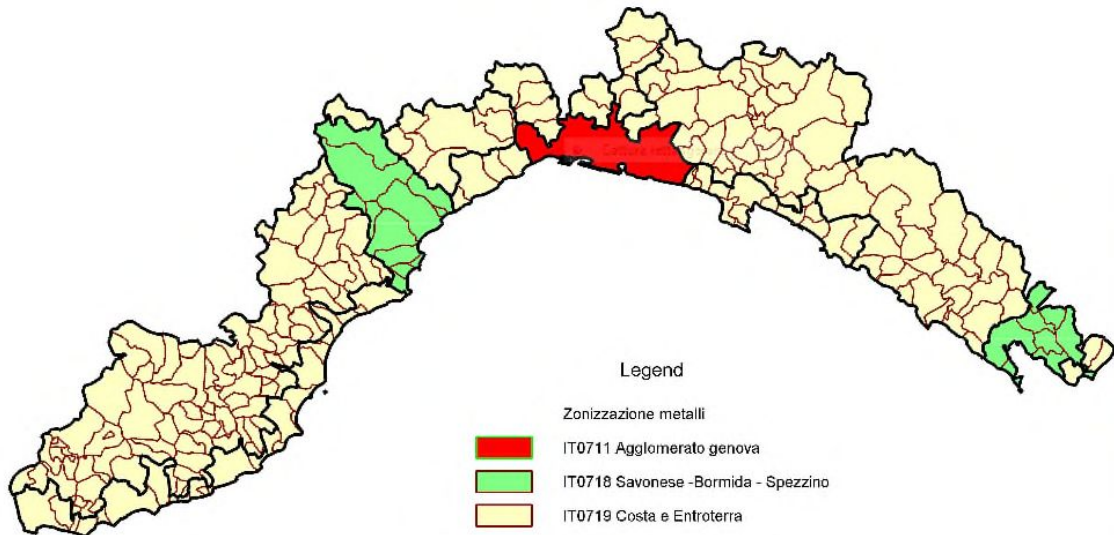 Legend
Zonizzazione metalli
IT0711 Agglomerato genova
IT0718 Savonese -Bormida - Spezzino
IT0719 Costa e Entroterra